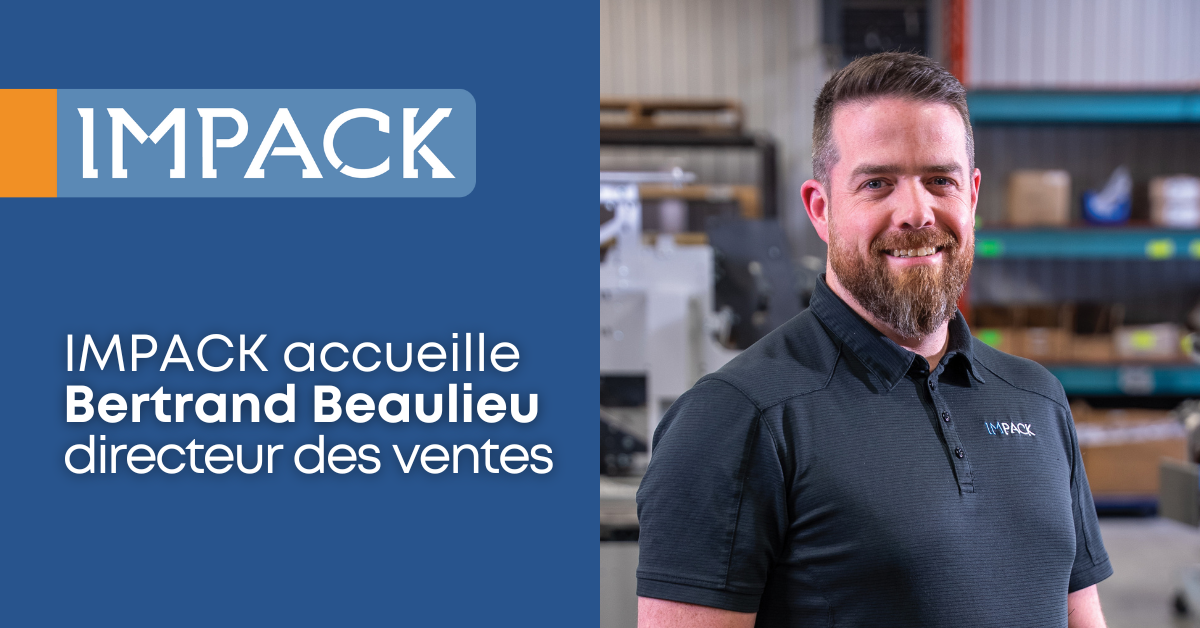 IMPACK
IMPACK accueille
Bertrand Beaulieu
directeur des ventes
IMPACK